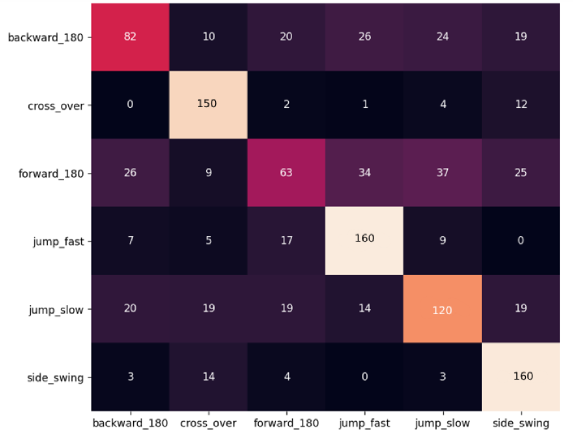 backward_180 82 10 20 26 24 19
cross_over 0 150 2 1 4 12
forward_180 26 9 63 34 37 25
jump_fast 7 5 17 160 9 0
jump_slow 20 19 19 14 120 19
side_swing 3 14 4 0 3 160
backward_180 cross_over forward_180 jump_fast jump_slow side_swing